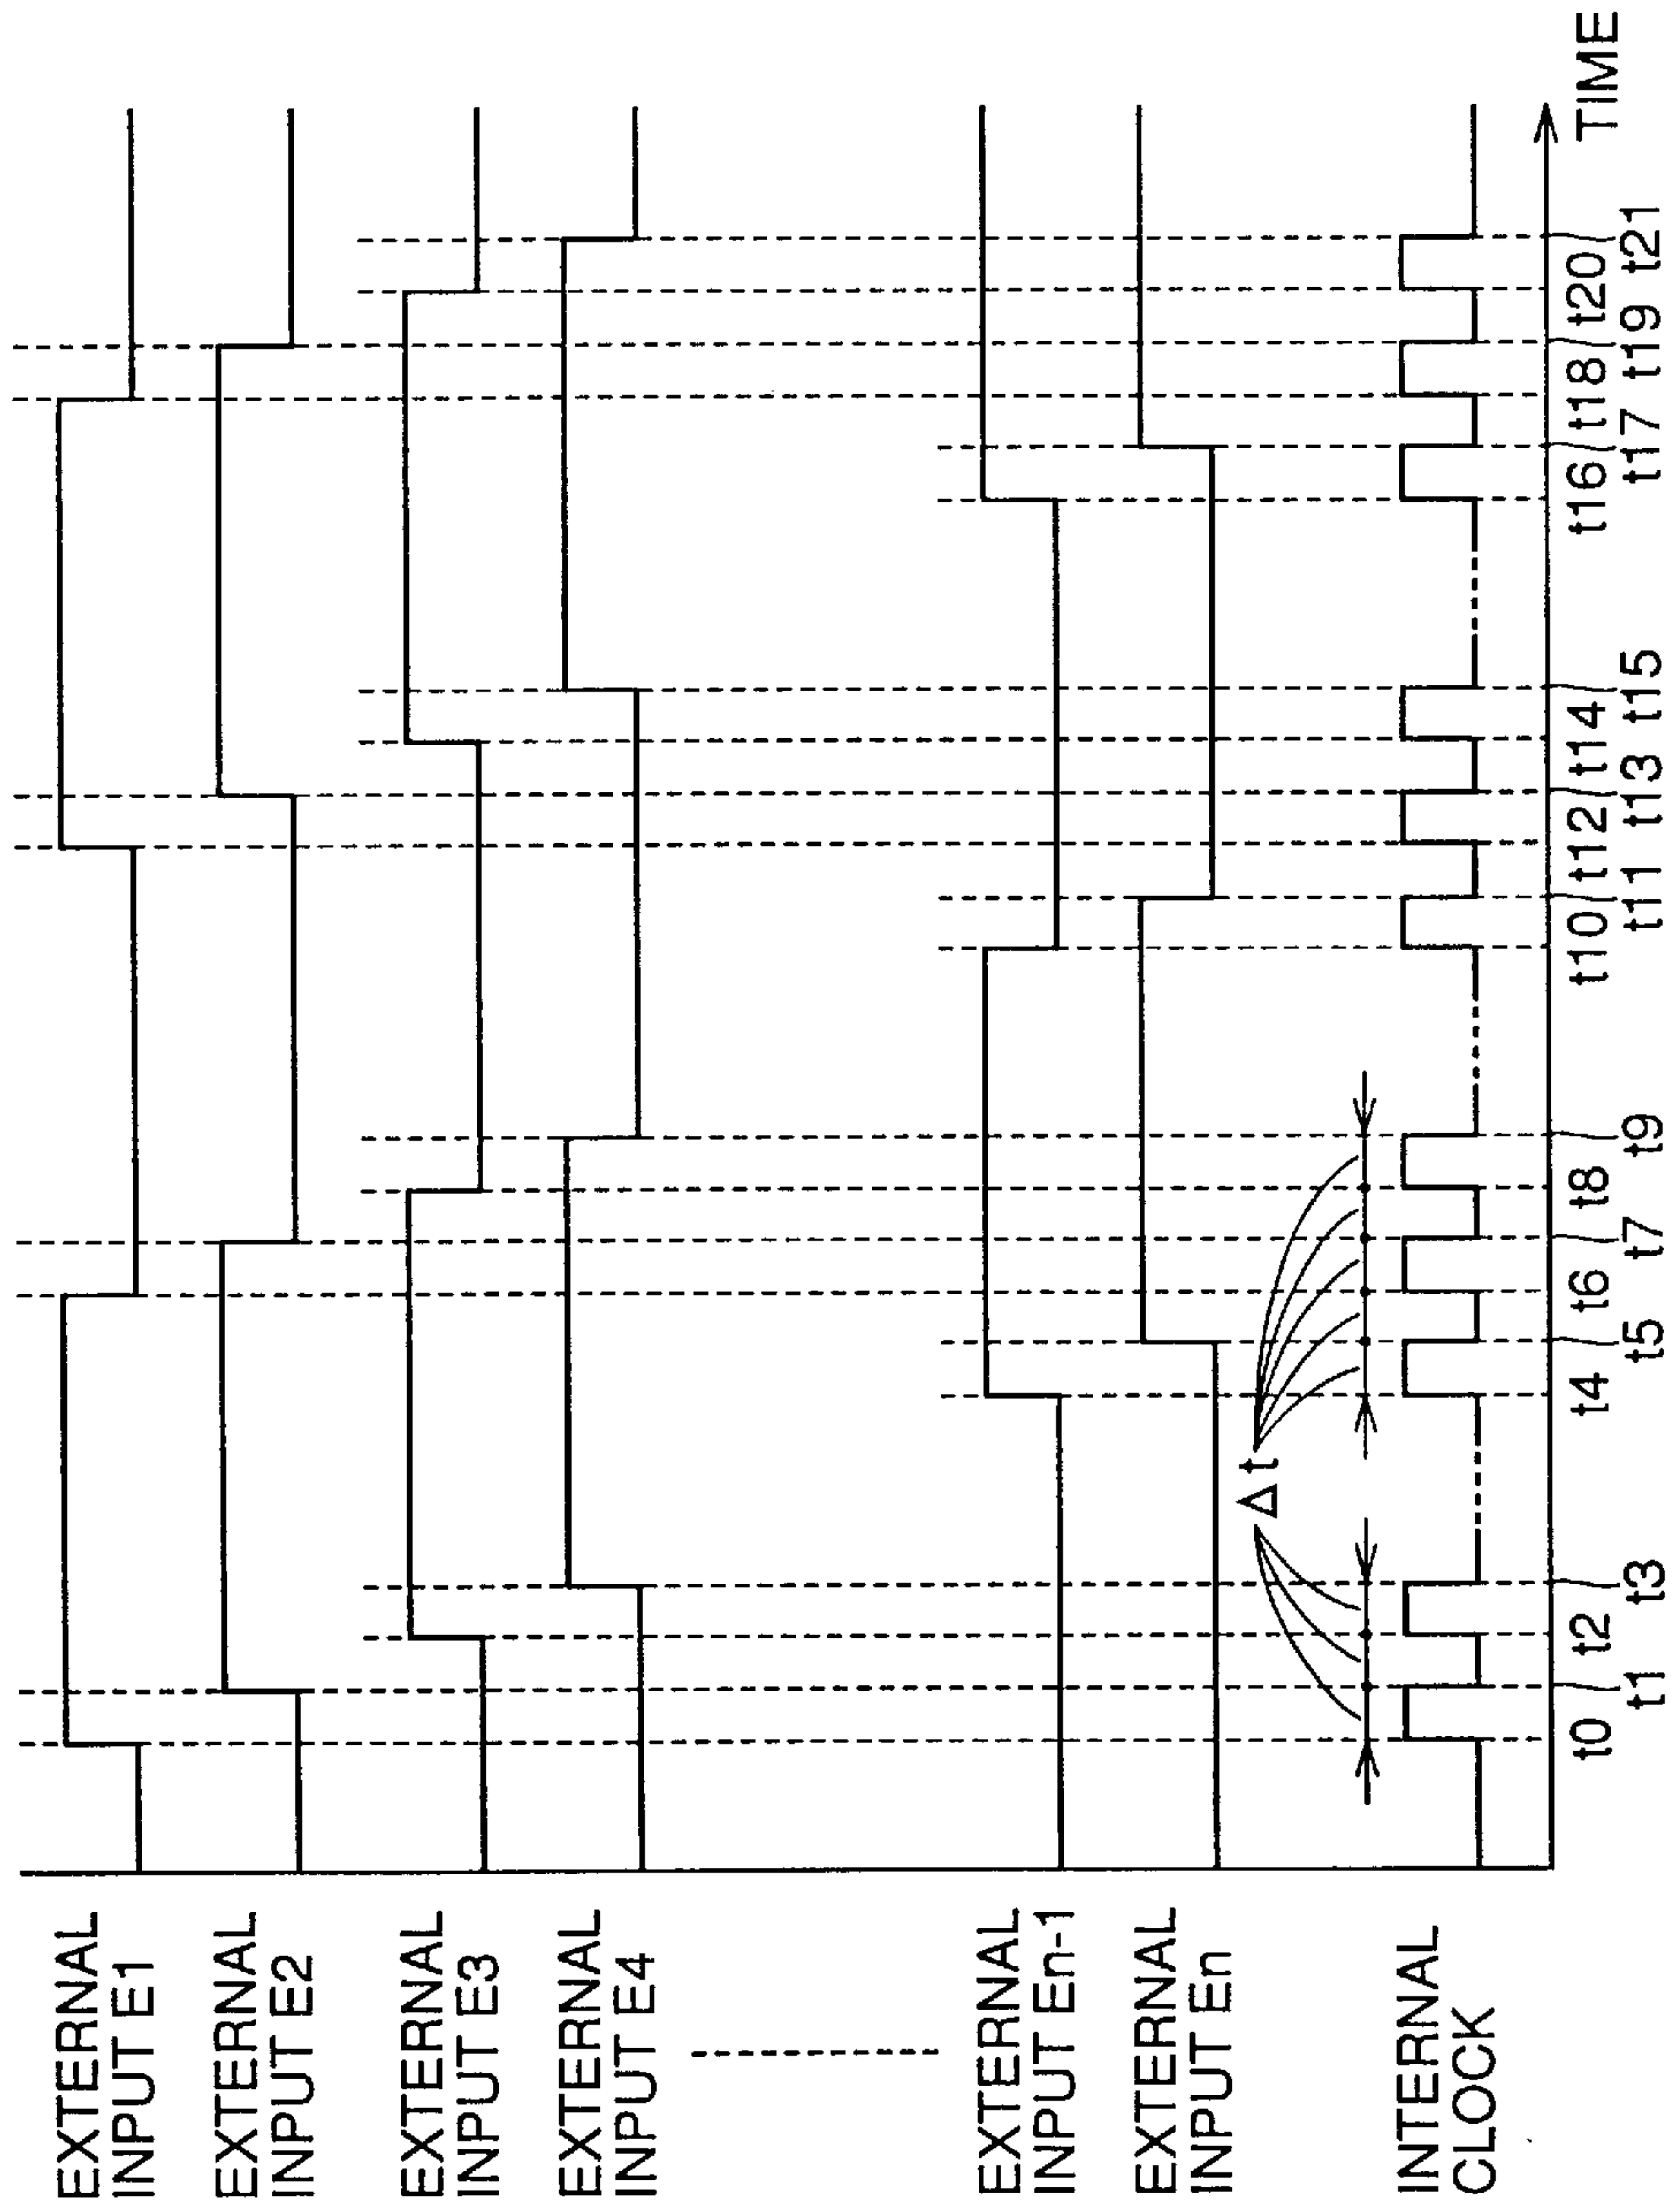 EXTERNAL
INPUT E1
EXTERNAL
INPUT E2
EXTERNAL
INPUT E3
EXTERNAL
INPUT E4
EXTERNAL
INPUT En-1
EXTERNAL
INPUT En
Δt
INTERNAL
CLOCK
t0 t2 t4 t6 t8 t10 t12 t14 t16 t18 t20 TIME
t1 t3 t5 t7 t9 t11 t13 t15 t17 t19 t21